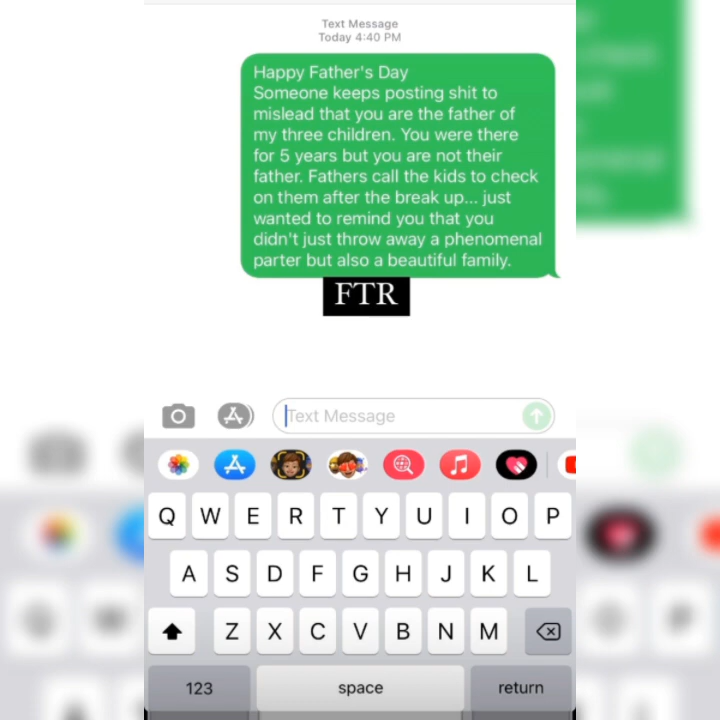 Text Message
Today 4:40 PM
Happy Father's Day
Someone keeps posting shit to
mislead that you are the father of
my three children. You were there
for 5 years but you are not their
father. Fathers call the kids to check
on them after the break up... just
wanted to remind you that you
didn't just throw away a phenomenal
parter but also a beautiful family.
FTR
Text Message
Q W E R T Y U I O P
A S D F G H J K L
Z X C V B N M
123 space return